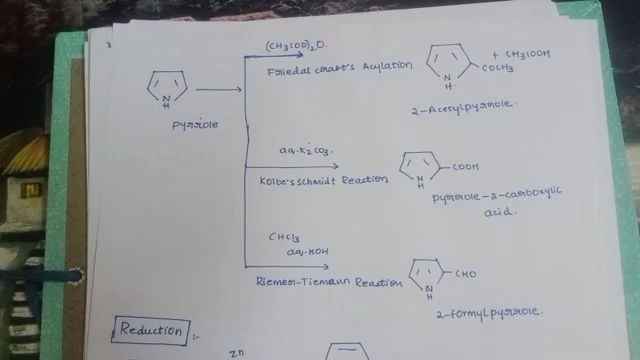 3
(CH3CO)2O.
Friedal craft's Acylation
+ CH3COOH
COCH3
N
H
2-Acetylpyrrole.
N
H
pyrrole
aq.K2CO3.
Kolbe's schmidt Reaction
COOH
N
H
pyrrole-2-carboxylic
acid.
CHCl3
aq.KOH
Riemer-Tiemann Reaction
CHO
N
H
2-formylpyrrole.
Reduction :-
Zn